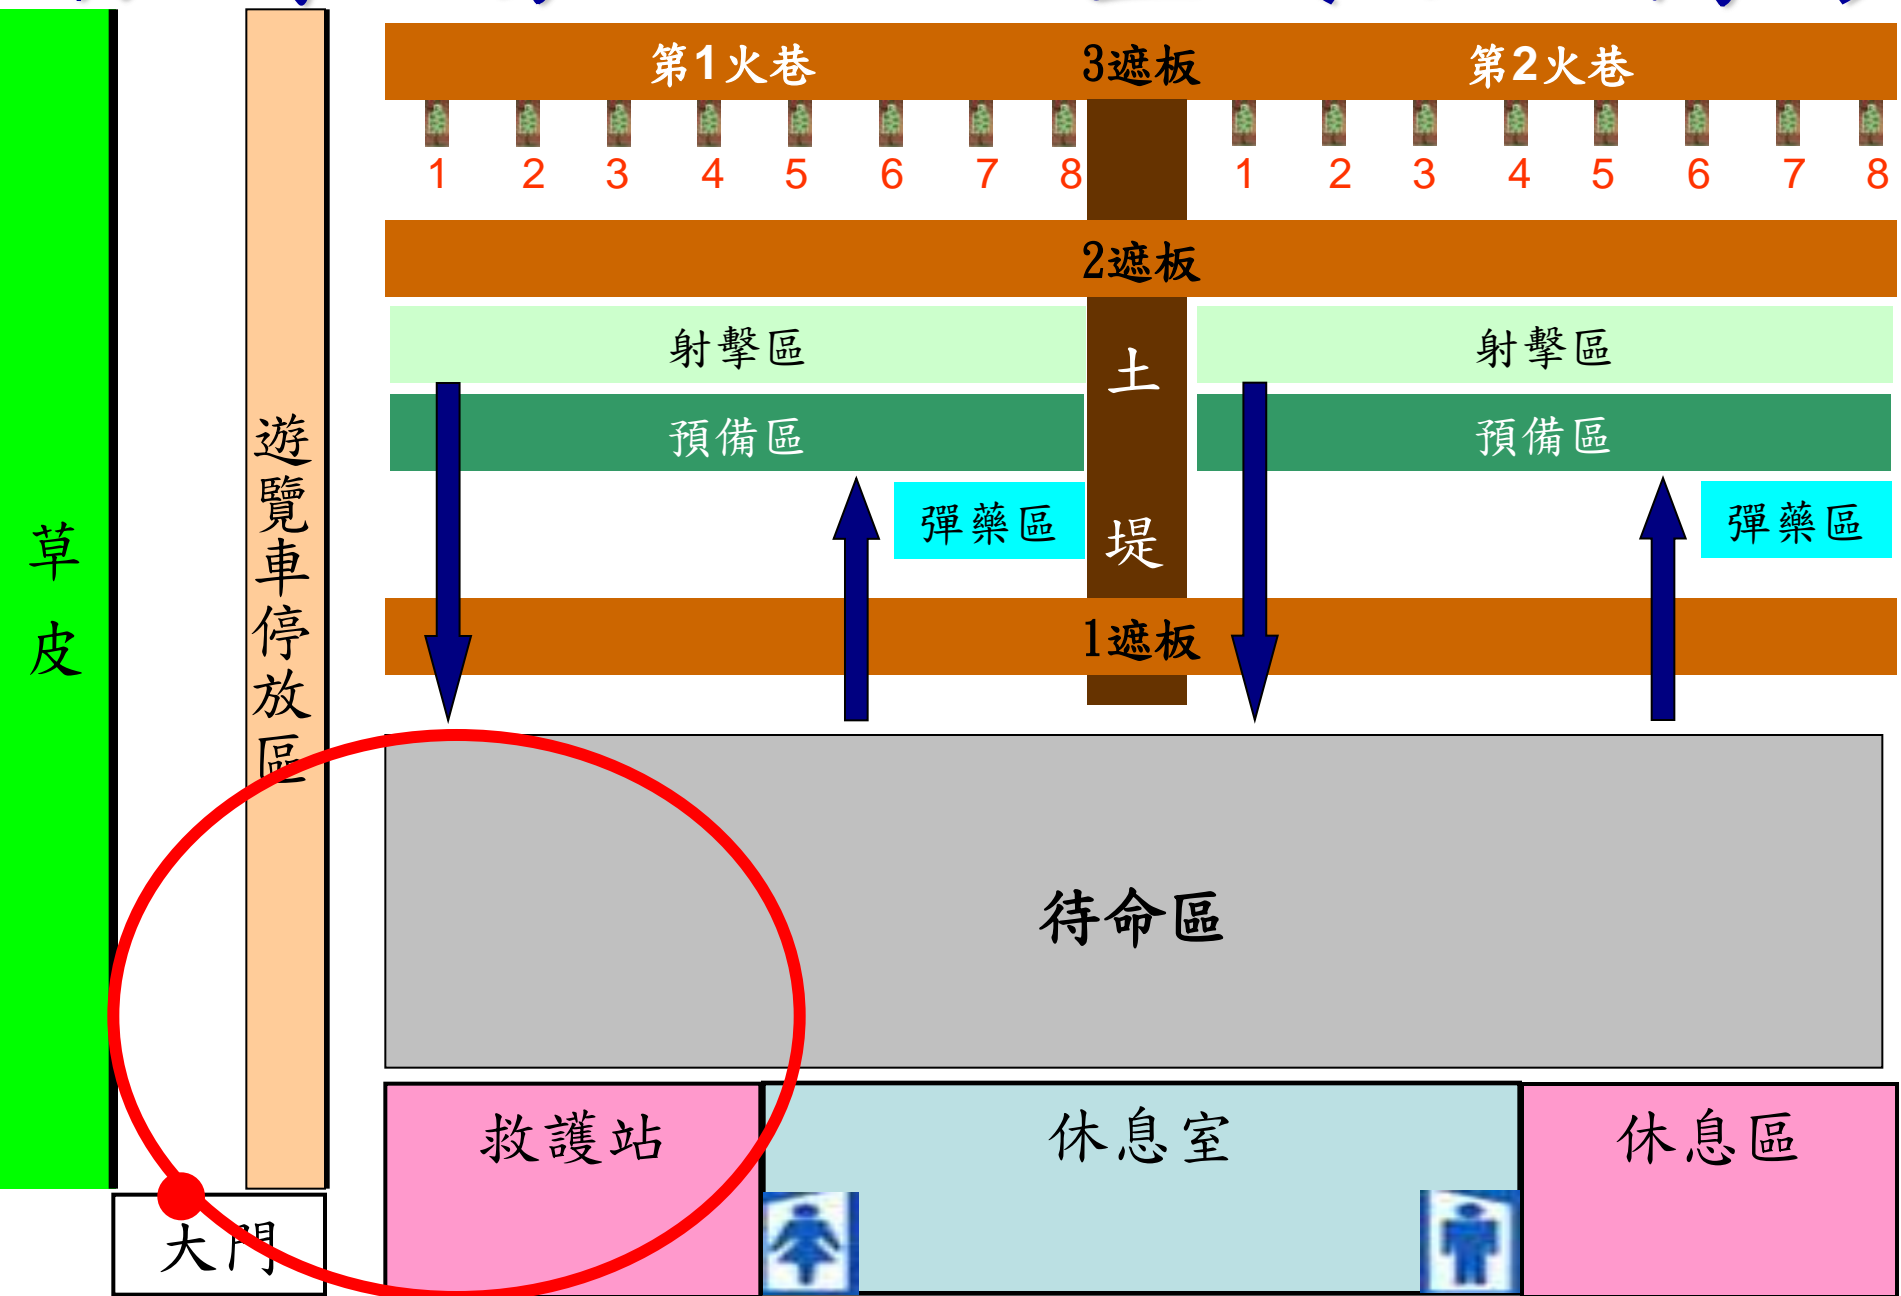 第1火巷 3遮板 第2火巷
1 2 3 4 5 6 7 8 1 2 3 4 5 6 7 8
2遮板
射擊區 射擊區
預備區 預備區
彈藥區 彈藥區
土堤
1遮板
草皮
遊覽車停放區
待命區
救護站 休息室 休息區
大門